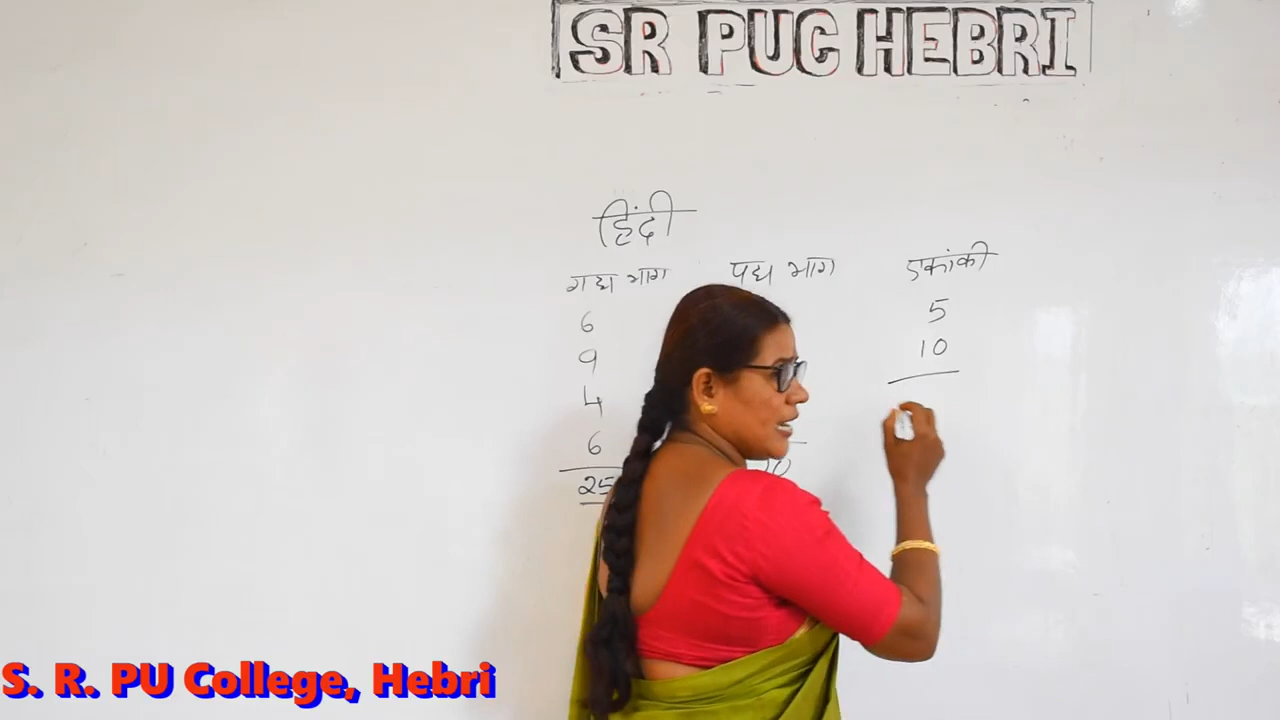 SR PUC HEBRI
हिंदी
गद्य भाग पद्य भाग एकांकी
6 5
9 10
4
6
25
S. R. PU College, Hebri